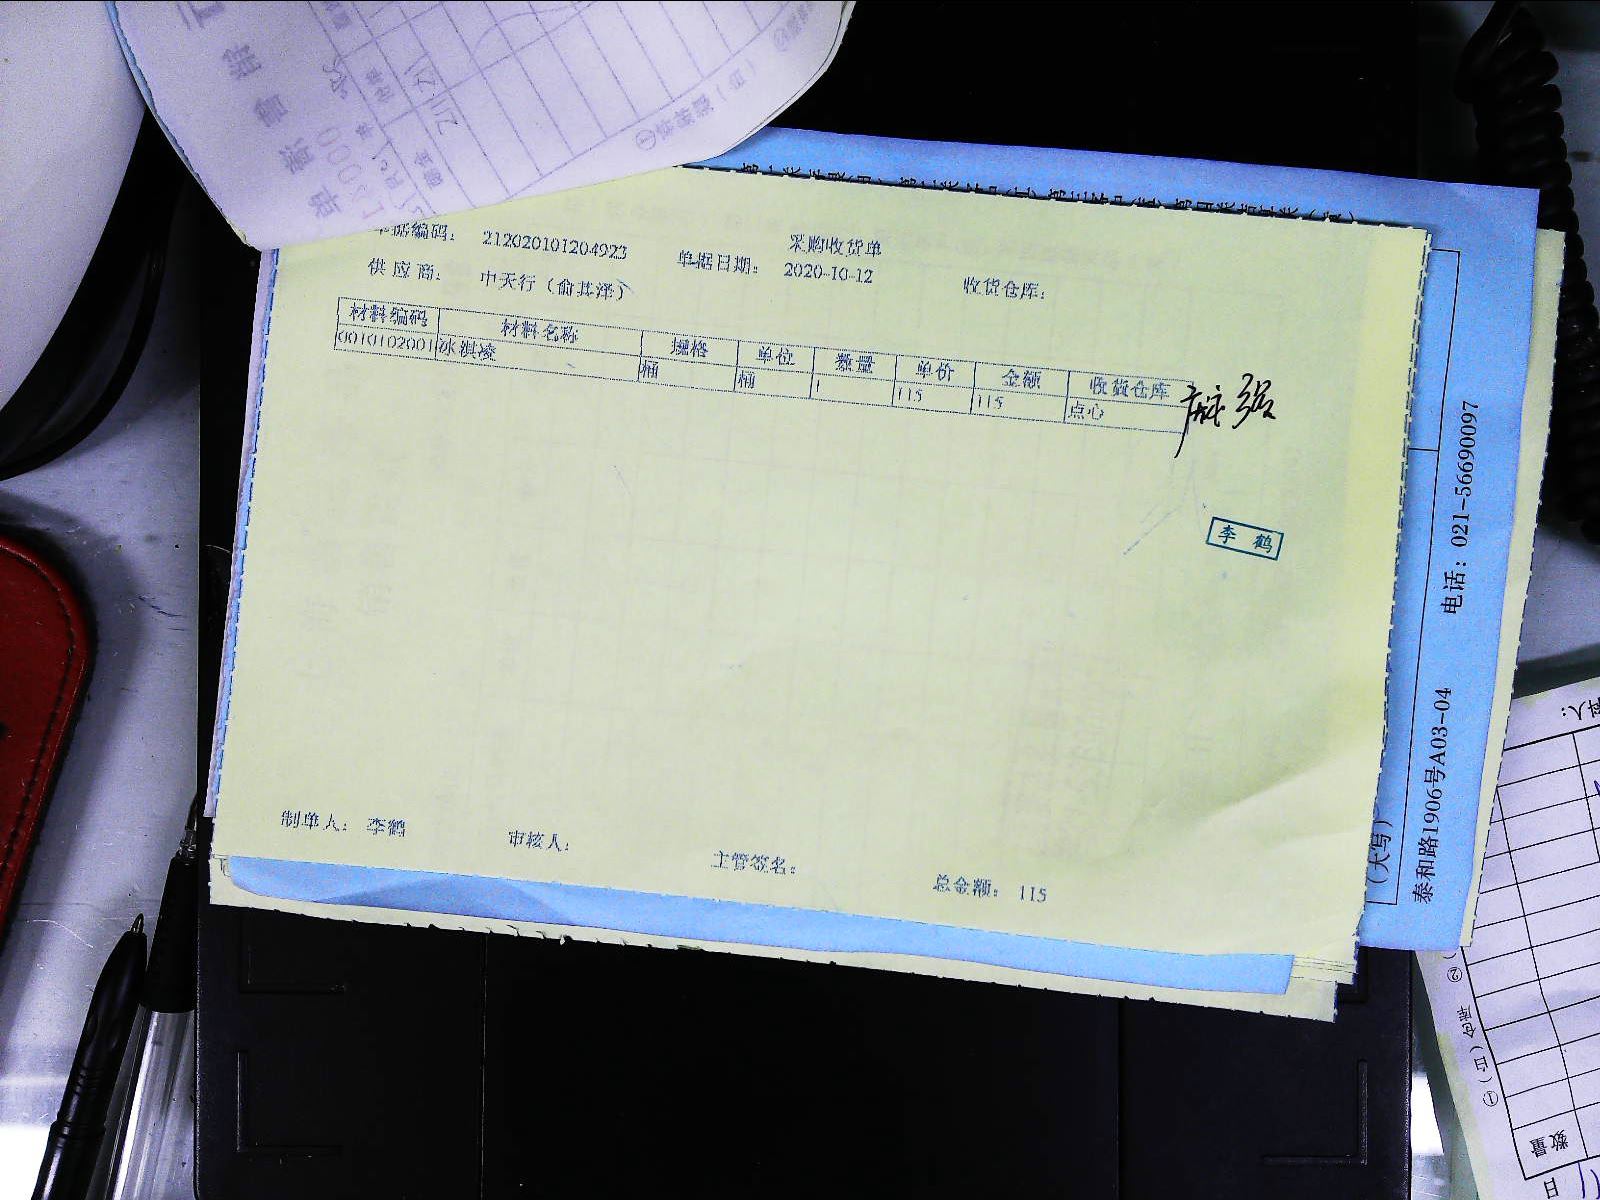 采购收货单
单据编码： 212020101204923 单据日期： 2020-10-12 收货仓库：
供 应 商： 中天行（俞其泽）
材料编码 材料名称 规格 单位 数量 单价 金额 收货仓库
0010102001 冰淇凌 桶 桶 1 115 115 点心
李 鹤
制单人： 李鹤 审核人： 主管签名： 总金额： 115
泰和路1906号A03-04 电话：021-56690097
（大写）
数量